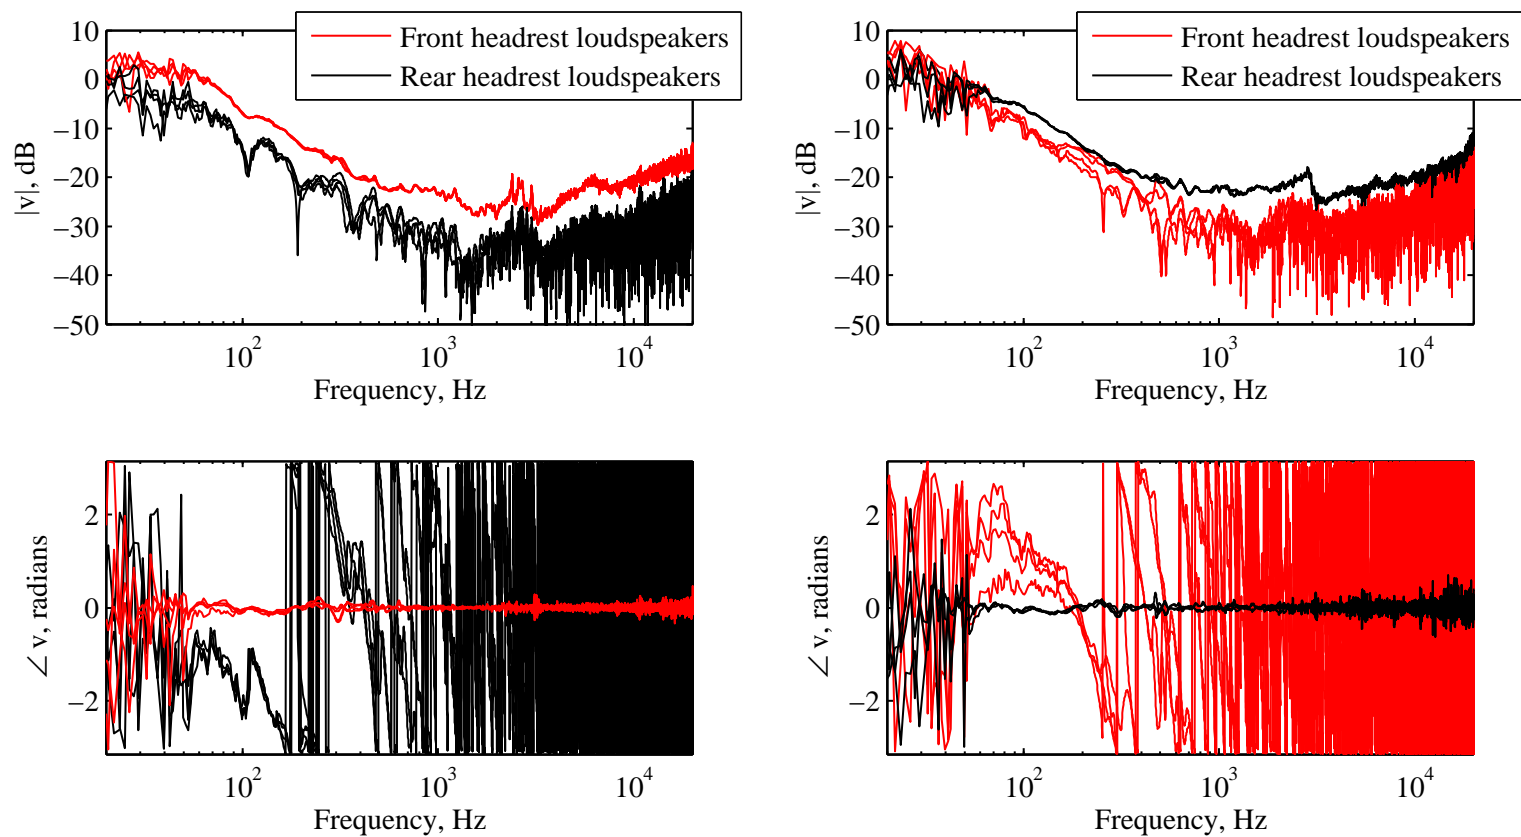 Front headrest loudspeakers
Rear headrest loudspeakers
|v|, dB
10
0
−10
−20
−30
−40
−50
10^2
10^3
10^4
Frequency, Hz
Front headrest loudspeakers
Rear headrest loudspeakers
|v|, dB
10
0
−10
−20
−30
−40
−50
10^2
10^3
10^4
Frequency, Hz
∠ v, radians
2
0
−2
10^2
10^3
10^4
Frequency, Hz
∠ v, radians
2
0
−2
10^2
10^3
10^4
Frequency, Hz